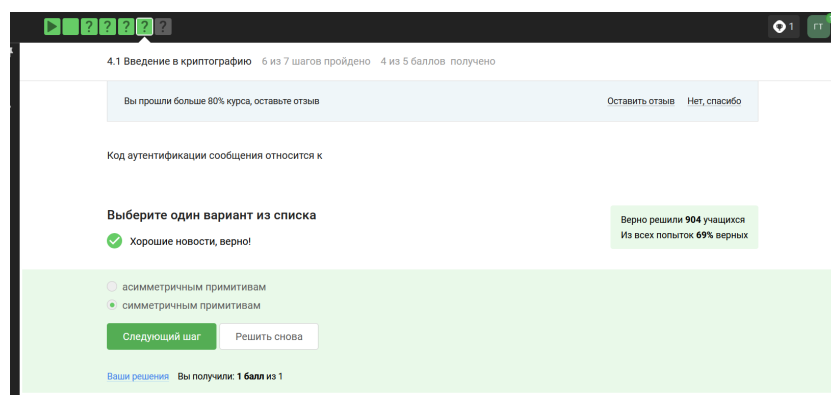 ? ? ? ? ?
1 ГТ
4.1 Введение в криптографию 6 из 7 шагов пройдено 4 из 5 баллов получено
Вы прошли больше 80% курса, оставьте отзыв Оставить отзыв Нет, спасибо
Код аутентификации сообщения относится к
Выберите один вариант из списка
Хорошие новости, верно!
Верно решили 904 учащихся
Из всех попыток 69% верных
асимметричным примитивам
симметричным примитивам
Следующий шаг Решить снова
Ваши решения Вы получили: 1 балл из 1